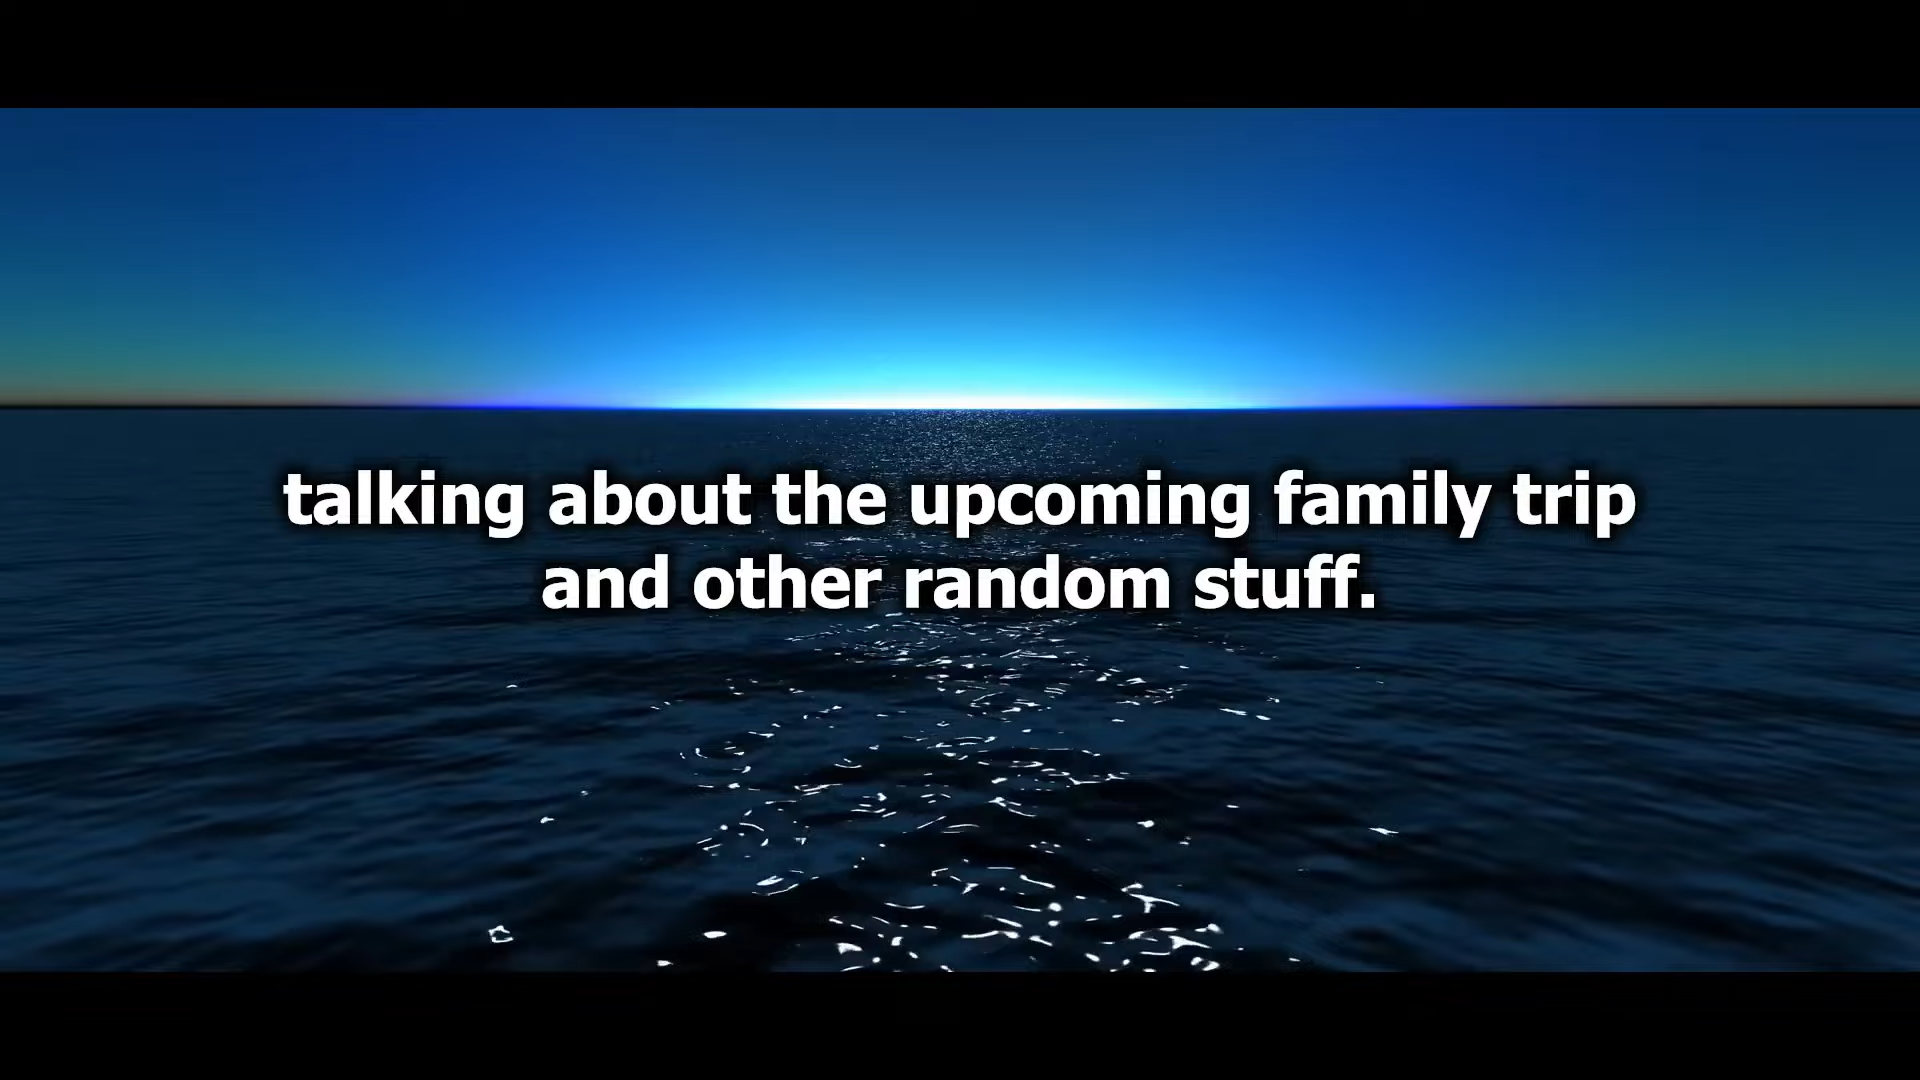 talking about the upcoming family trip
and other random stuff.